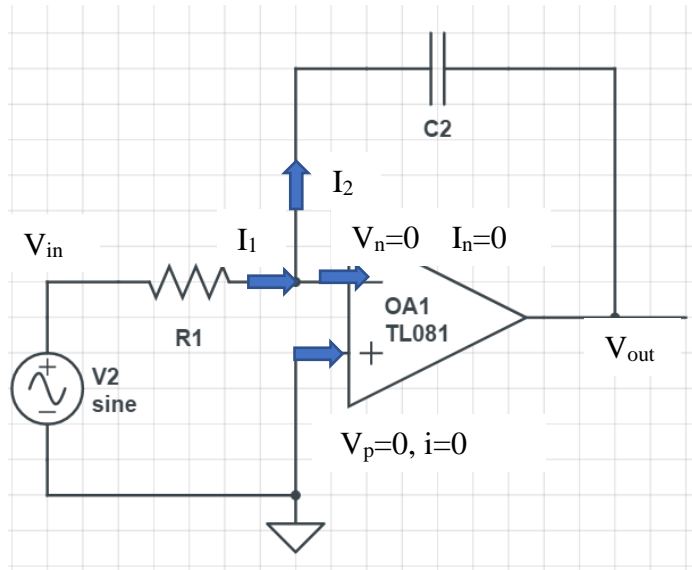 C2
I₂
Vin I₁ Vn=0 In=0
R1
OA1
TL081
V2
sine
Vout
Vp=0, i=0